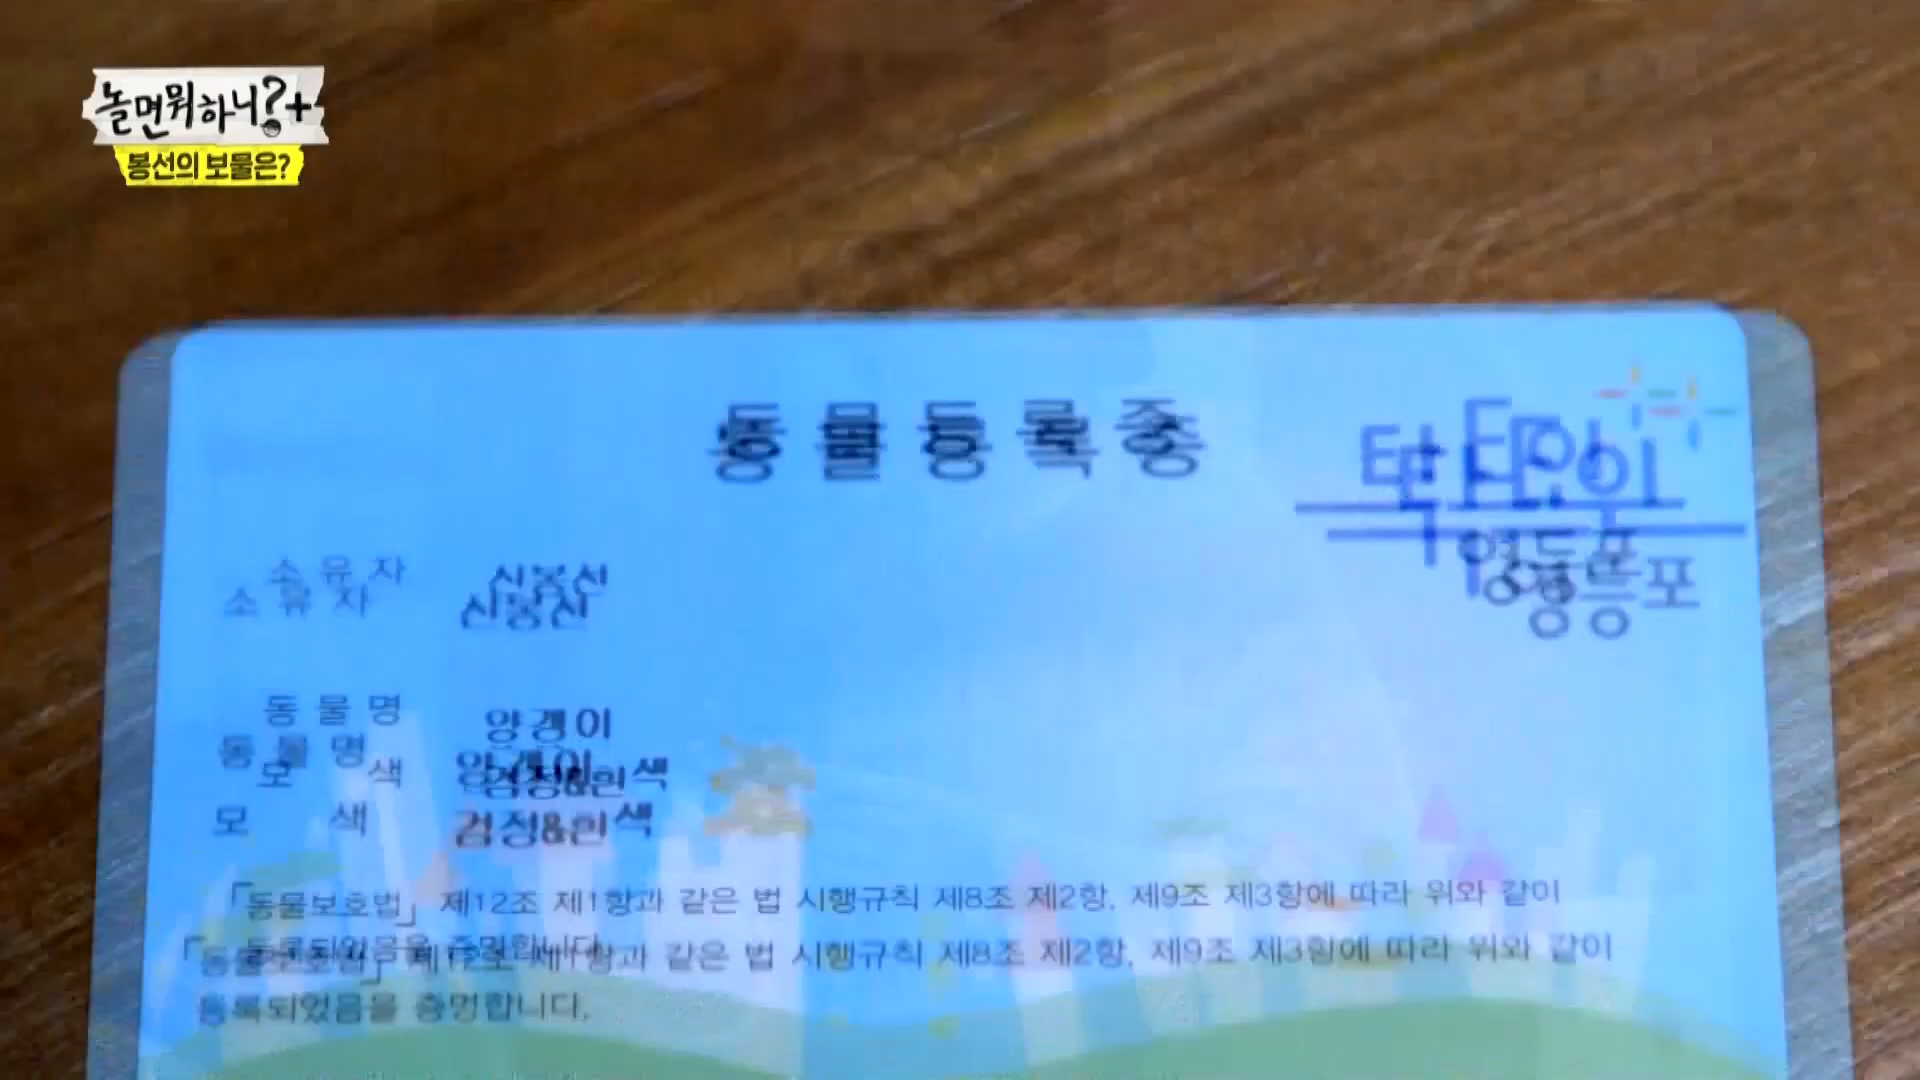 놀면뭐하니?+
봉선의 보물은?
동물등록증
탁트인
영등포
소유자 신봉선
동물명 양갱이
모색 검정&흰색
「동물보호법」 제12조 제1항과 같은 법 시행규칙 제8조 제2항, 제9조 제3항에 따라 위와 같이
등록되었음을 증명합니다.